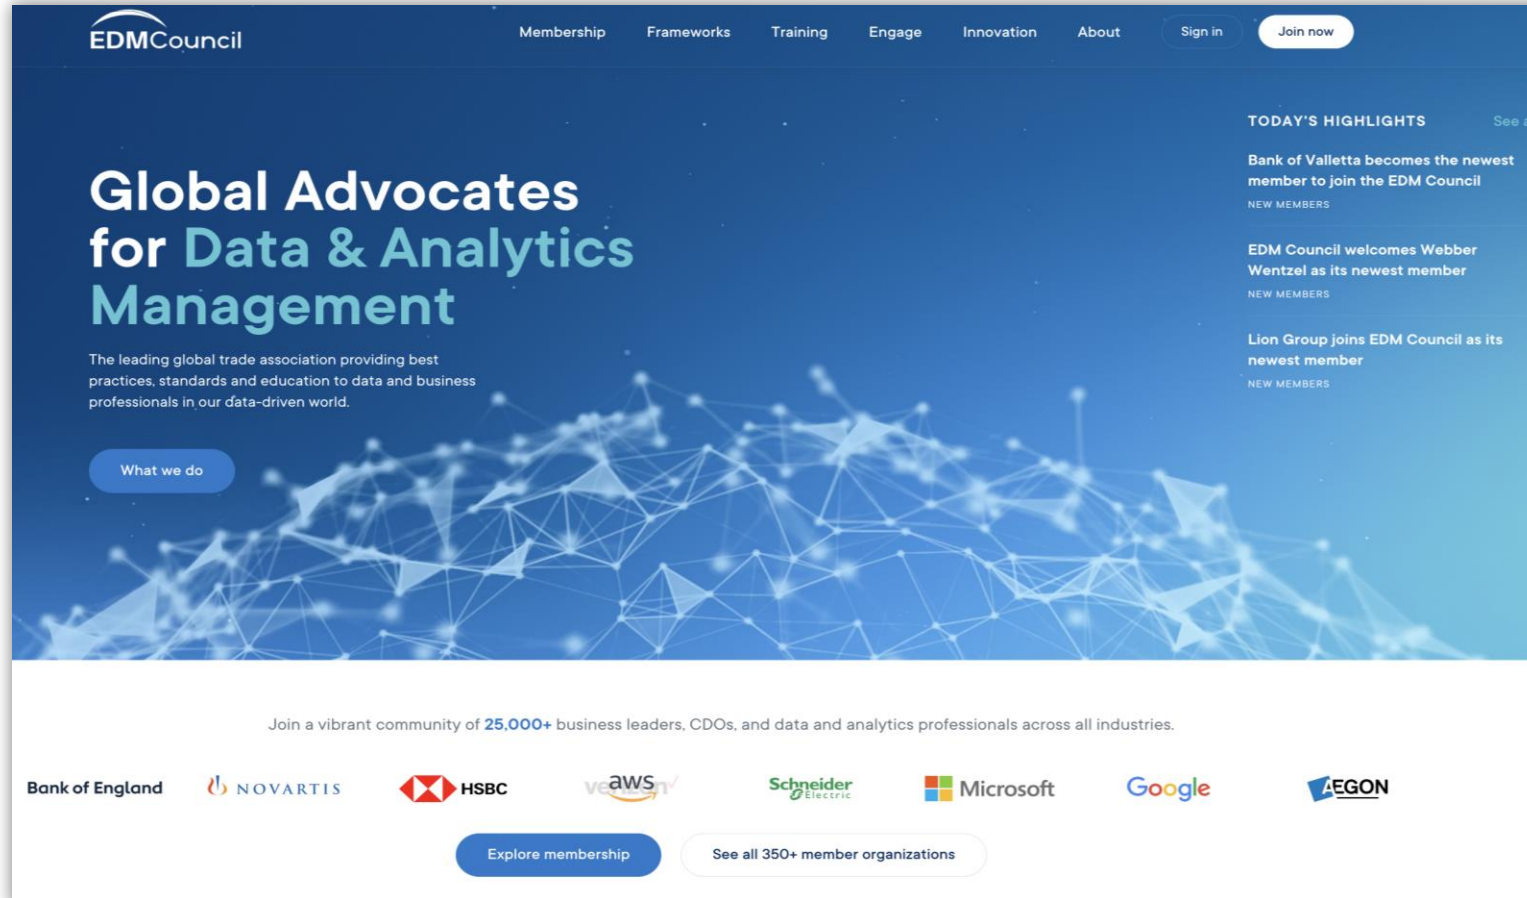 EDMCouncil
Membership Frameworks Training Engage Innovation About Sign in Join now
Global Advocates
for Data & Analytics
Management
The leading global trade association providing best
practices, standards and education to data and business
professionals in our data-driven world.
What we do
TODAY'S HIGHLIGHTS See a
Bank of Valletta becomes the newest
member to join the EDM Council
NEW MEMBERS
EDM Council welcomes Webber
Wentzel as its newest member
NEW MEMBERS
Lion Group joins EDM Council as its
newest member
NEW MEMBERS
Join a vibrant community of 25,000+ business leaders, CDOs, and data and analytics professionals across all industries.
Bank of England NOVARTIS HSBC aws verizon Schneider Electric Microsoft Google AEGON
Explore membership See all 350+ member organizations